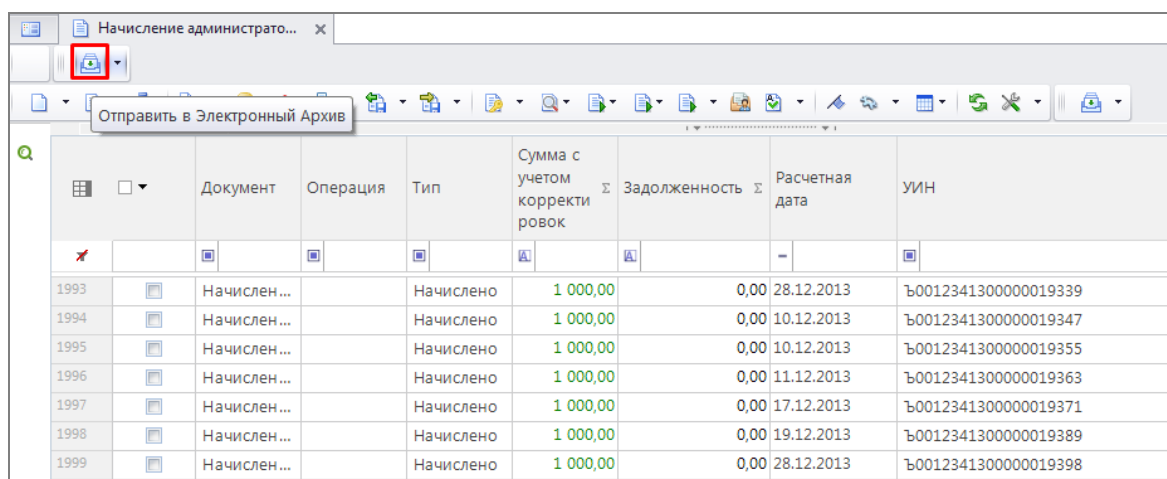 Начисление администрато...
Отправить в Электронный Архив
Документ Операция Тип Сумма с учетом корректи ровок Σ Задолженность Σ Расчетная дата УИН
1993 Начислен... Начислено 1 000,00 0,00 28.12.2013 Ъ0012341300000019339
1994 Начислен... Начислено 1 000,00 0,00 10.12.2013 Ъ0012341300000019347
1995 Начислен... Начислено 1 000,00 0,00 10.12.2013 Ъ0012341300000019355
1996 Начислен... Начислено 1 000,00 0,00 11.12.2013 Ъ0012341300000019363
1997 Начислен... Начислено 1 000,00 0,00 17.12.2013 Ъ0012341300000019371
1998 Начислен... Начислено 1 000,00 0,00 19.12.2013 Ъ0012341300000019389
1999 Начислен... Начислено 1 000,00 0,00 28.12.2013 Ъ0012341300000019398